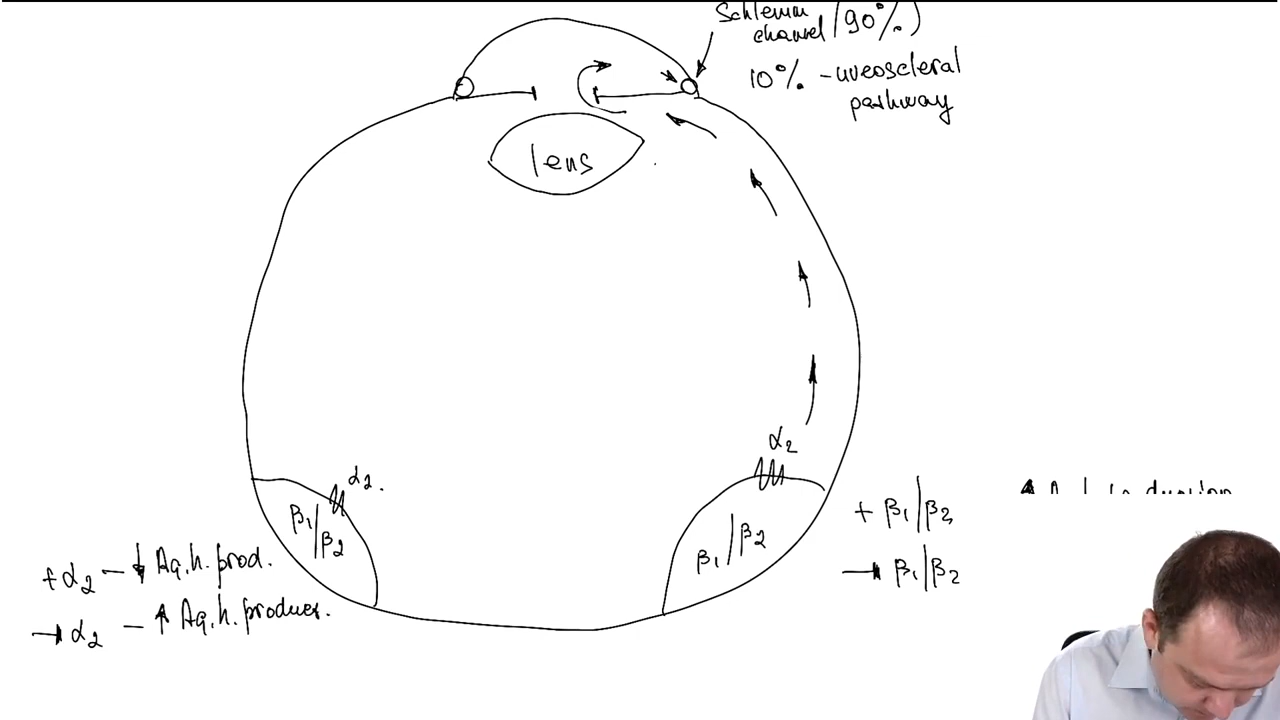 Schlemm
channel (90%)
10% - uveoscleral
pathway
lens
α2
α2.
β1/β2
β1/β2
+ β1/β2
β1/β2
+α2 - ↓ Aq.h.prod.
α2 - ↑ Aq.h.produc.